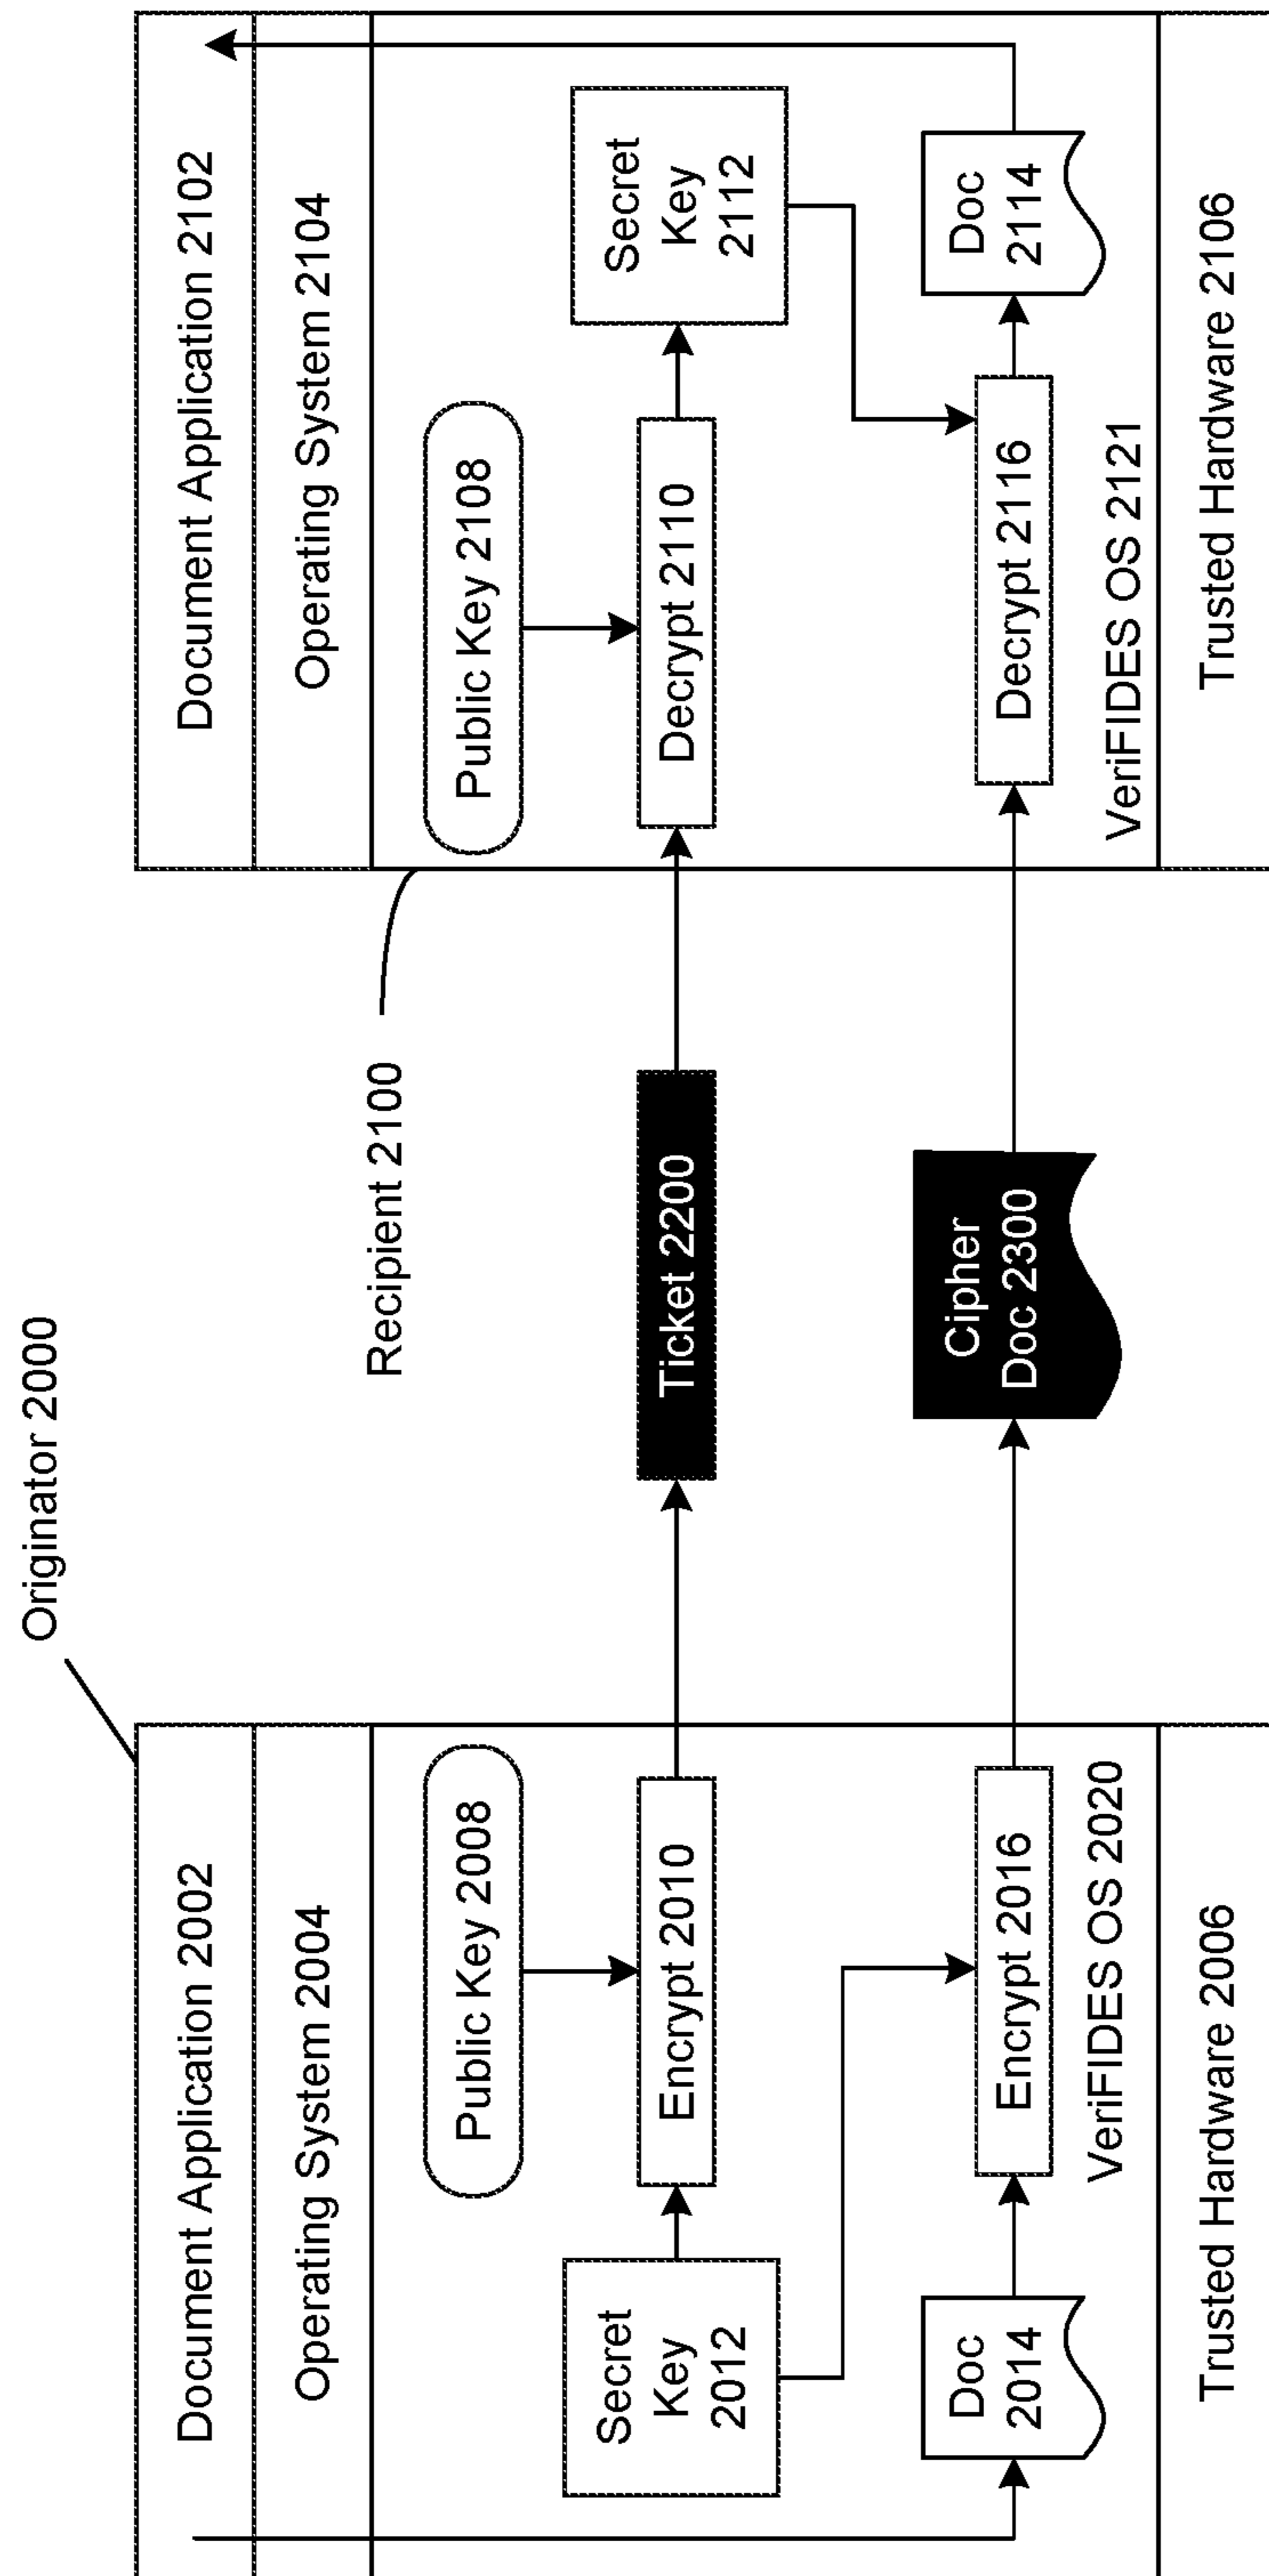 Originator 2000
Document Application 2002
Operating System 2004
Public Key 2008
Secret
Key
2012
Encrypt 2010
Doc
2014
Encrypt 2016
VeriFIDES OS 2020
Trusted Hardware 2006
Ticket 2200
Cipher
Doc 2300
Recipient 2100
Document Application 2102
Operating System 2104
Public Key 2108
Decrypt 2110
Secret
Key
2112
Decrypt 2116
Doc
2114
VeriFIDES OS 2121
Trusted Hardware 2106